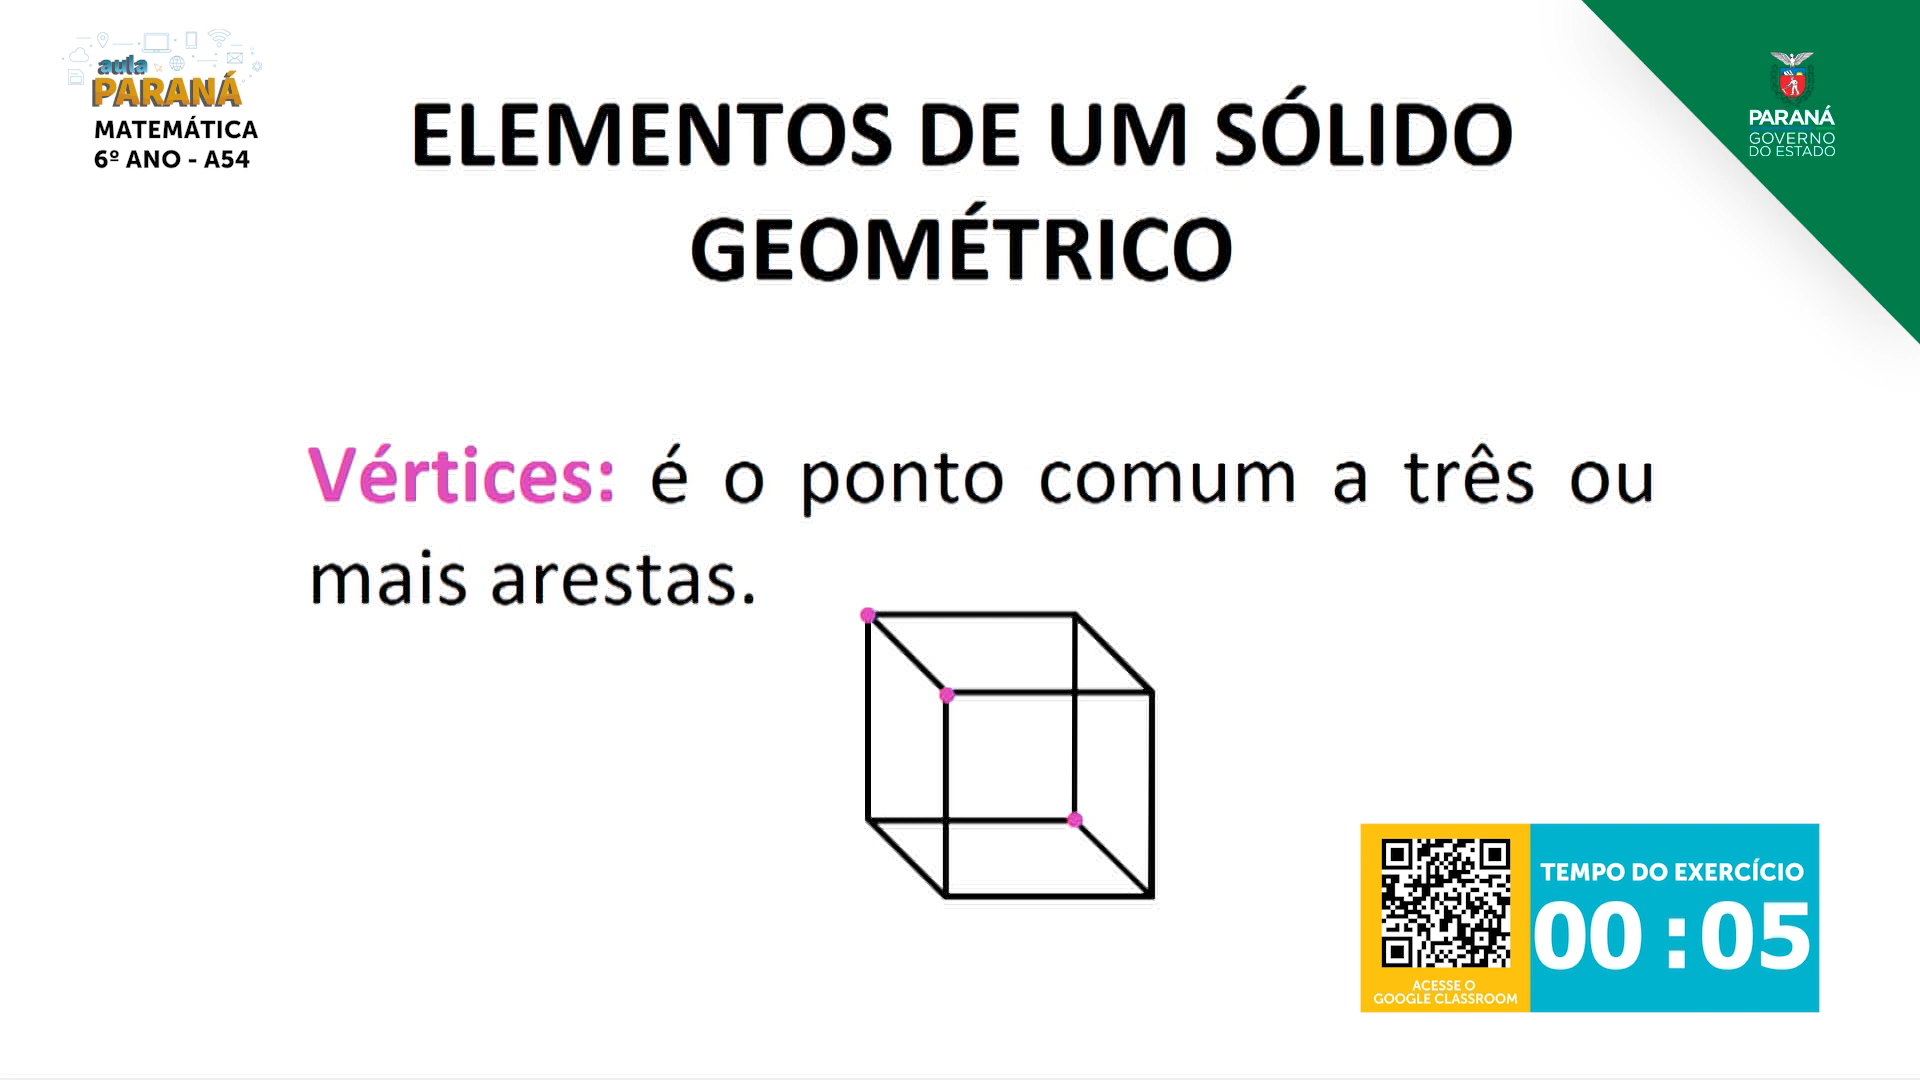 aula
PARANÁ
MATEMÁTICA
6º ANO - A54
ELEMENTOS DE UM SÓLIDO
GEOMÉTRICO
PARANÁ
GOVERNO
DO ESTADO
Vértices: é o ponto comum a três ou
mais arestas.
TEMPO DO EXERCÍCIO
00 : 05
ACESSE O
GOOGLE CLASSROOM